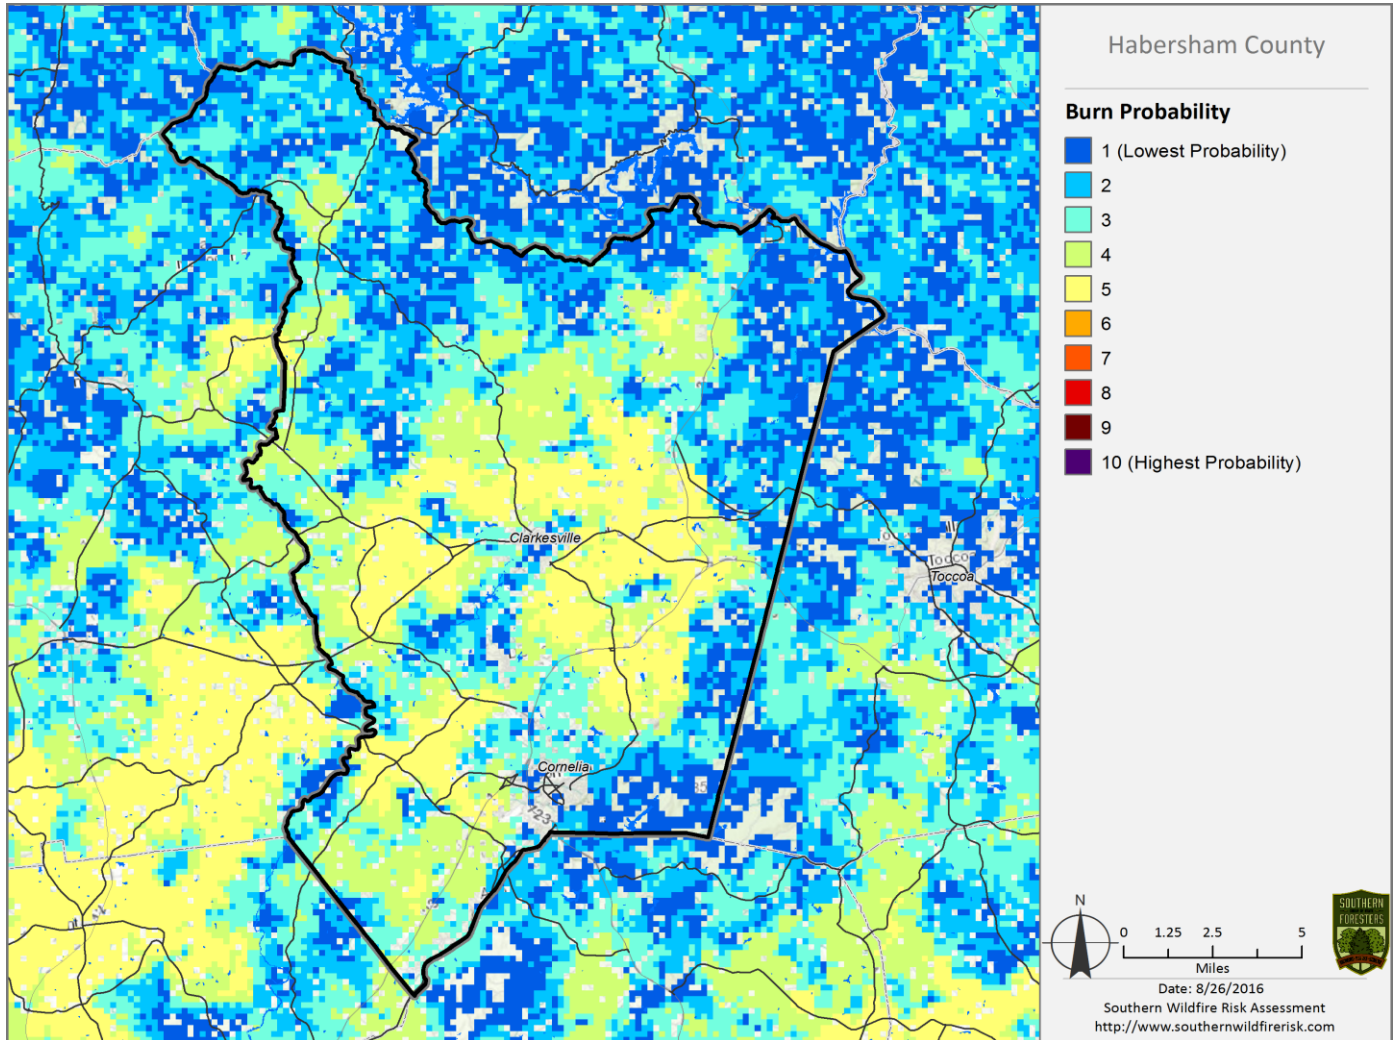 Habersham County
Burn Probability
1 (Lowest Probability)
2
3
4
5
6
7
8
9
10 (Highest Probability)
Clarkesville
Toccoa
Toccoa
Cornelia
N
0 1.25 2.5 5
Miles
SOUTHERN
FORESTERS
Date: 8/26/2016
Southern Wildfire Risk Assessment
http://www.southernwildfirerisk.com